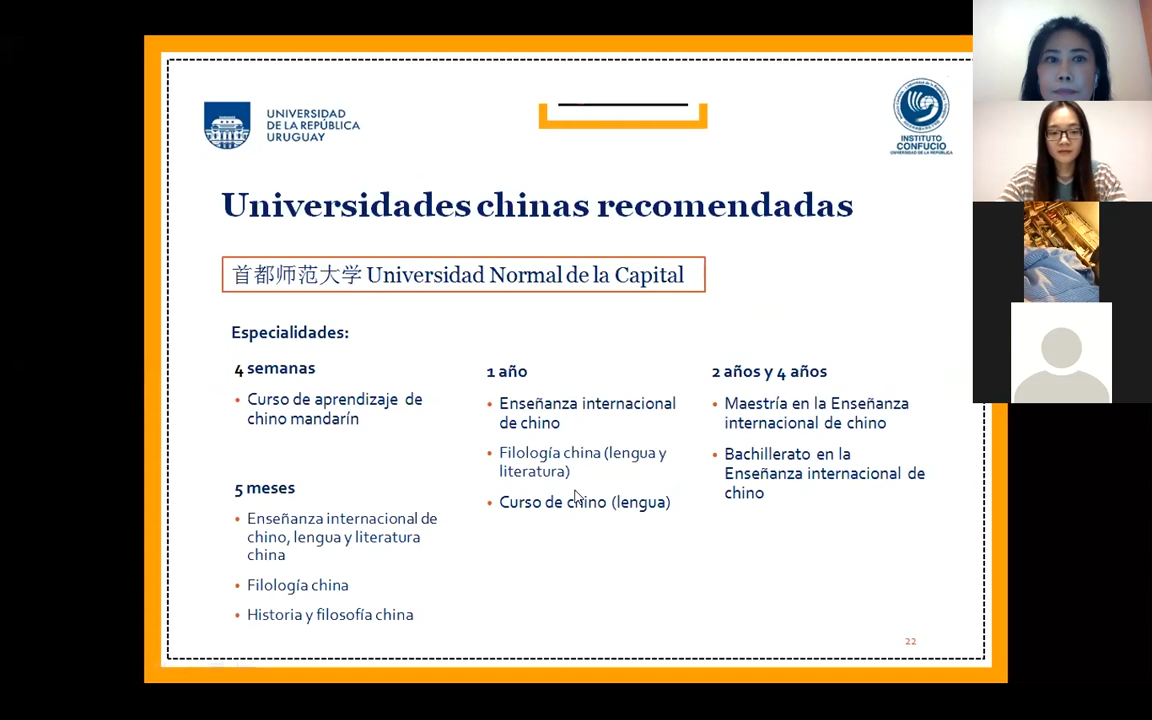 UNIVERSIDAD
DE LA REPÚBLICA
URUGUAY
INSTITUTO
CONFUCIO
UNIVERSIDAD DE LA REPÚBLICA
Universidades chinas recomendadas
首都师范大学 Universidad Normal de la Capital
Especialidades:
4 semanas
• Curso de aprendizaje de
chino mandarín
5 meses
• Enseñanza internacional de
chino, lengua y literatura
china
• Filología china
• Historia y filosofía china
1 año
• Enseñanza internacional
de chino
• Filología china (lengua y
literatura)
• Curso de chino (lengua)
2 años y 4 años
• Maestría en la Enseñanza
internacional de chino
• Bachillerato en la
Enseñanza internacional de
chino
22